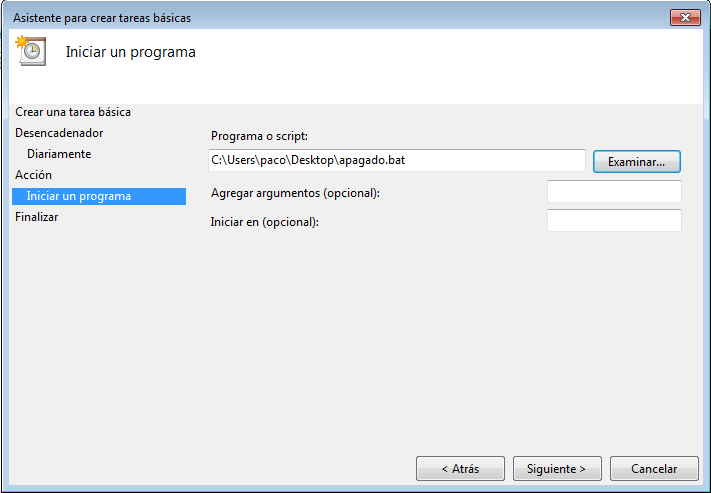 Asistente para crear tareas básicas
Iniciar un programa
Crear una tarea básica
Desencadenador
Diariamente
Acción
Iniciar un programa
Finalizar
Programa o script:
C:\Users\paco\Desktop\apagado.bat
Examinar...
Agregar argumentos (opcional):
Iniciar en (opcional):
< Atrás
Siguiente >
Cancelar